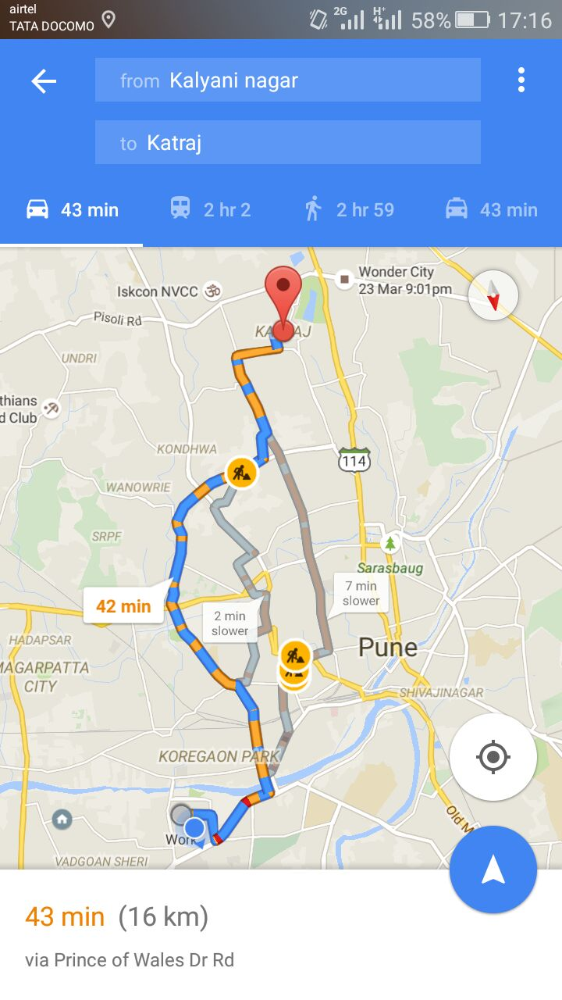 airtel
TATA DOCOMO
2G H+ 58% 17:16
from Kalyani nagar
to Katraj
43 min 2 hr 2 2 hr 59 43 min
Wonder City
23 Mar 9:01pm
Iskcon NVCC
Pisoli Rd
KATRAJ
UNDRI
thians
d Club
KONDHWA
114
WANOWRIE
SRPF
Sarasbaug
7 min
slower
42 min
2 min
slower
HADAPSAR
Pune
MAGARPATTA
CITY
SHIVAJINAGAR
KOREGAON PARK
Old M
Work
VADGOAN SHERI
43 min (16 km)
via Prince of Wales Dr Rd